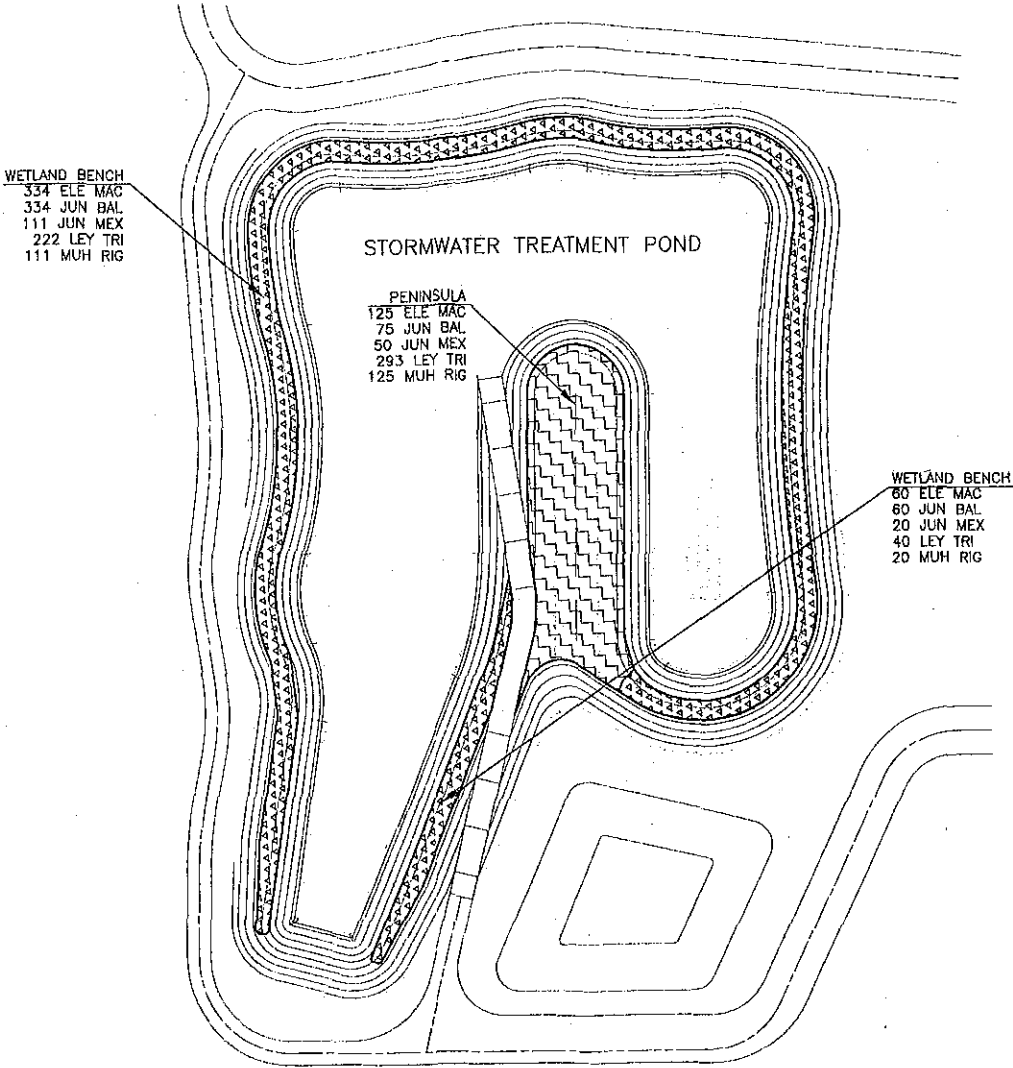 WETLAND BENCH
334 ELE MAC
334 JUN BAL
111 JUN MEX
222 LEY TRI
111 MUH RIG
STORMWATER TREATMENT POND
PENINSULA
125 ELE MAC
75 JUN BAL
50 JUN MEX
293 LEY TRI
125 MUH RIG
WETLAND BENCH
60 ELE MAC
60 JUN BAL
20 JUN MEX
40 LEY TRI
20 MUH RIG